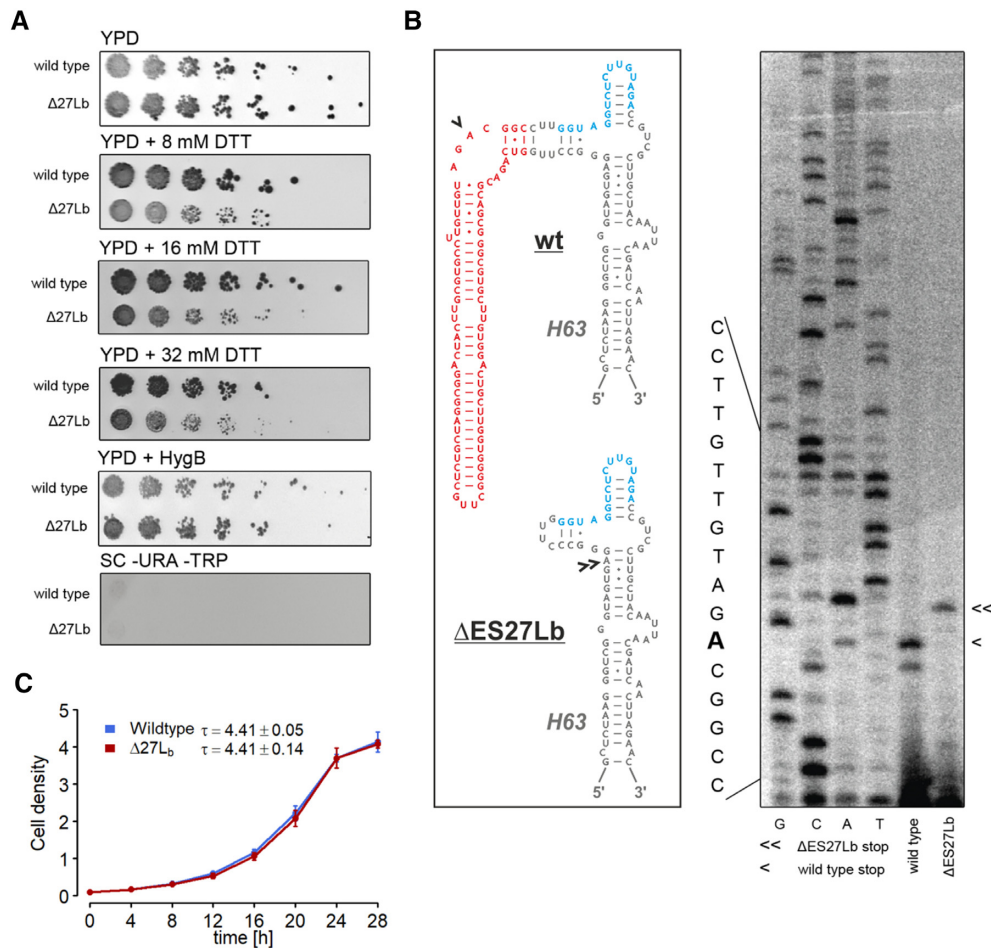 A
YPD
wild type
Δ27Lb
YPD + 8 mM DTT
wild type
Δ27Lb
YPD + 16 mM DTT
wild type
Δ27Lb
YPD + 32 mM DTT
wild type
Δ27Lb
YPD + HygB
wild type
Δ27Lb
SC -URA -TRP
wild type
Δ27Lb
B
wt
H63
5' 3'
ΔES27Lb
H63
5' 3'
C
C
T
T
G
T
T
G
T
A
G
A
C
G
G
C
C
<<
<
G C A T
wild type
ΔES27Lb
<< ΔES27Lb stop
< wild type stop
C
Cell density
5
4
3
2
1
0
Wildtype τ = 4.41 ± 0.05
Δ27Lb τ = 4.41 ± 0.14
0 4 8 12 16 20 24 28
time [h]